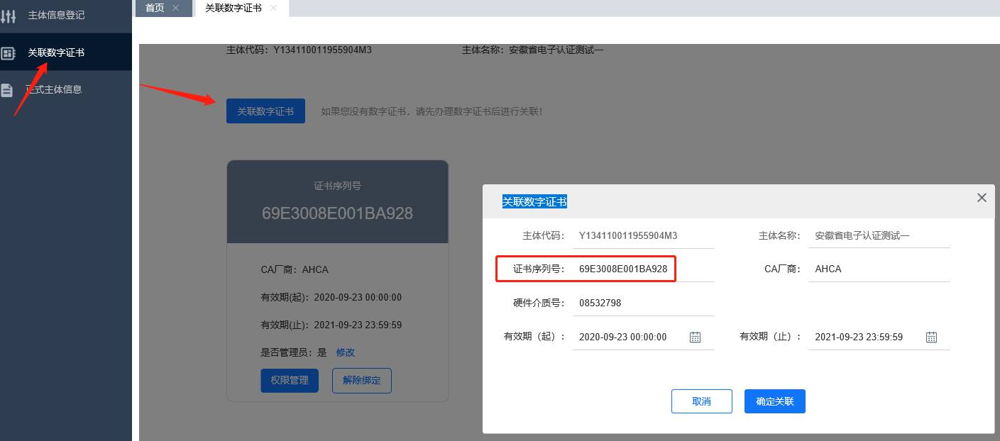 主体信息登记
关联数字证书
正式主体信息
首页
关联数字证书
主体代码：Y134110011955904M3
主体名称：安徽省电子认证测试一
关联数字证书
如果您没有数字证书，请先办理数字证书后进行关联！
证书序列号
69E3008E001BA928
CA厂商：AHCA
有效期(起)：2020-09-23 00:00:00
有效期(止)：2021-09-23 23:59:59
是否管理员：是 修改
权限管理 解除绑定
关联数字证书
主体代码： Y134110011955904M3 主体名称： 安徽省电子认证测试一
证书序列号： 69E3008E001BA928 CA厂商： AHCA
硬件介质号： 08532798
有效期（起）： 2020-09-23 00:00:00 有效期（止）： 2021-09-23 23:59:59
取消 确定关联